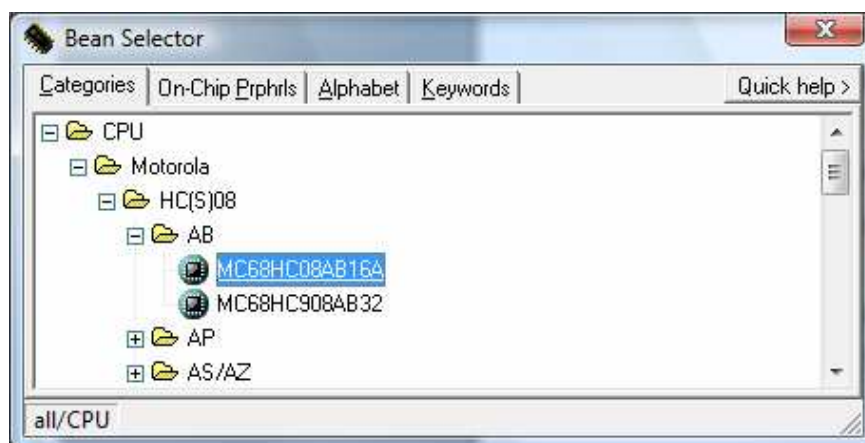 Bean Selector
Categories On-Chip Prphrls Alphabet Keywords Quick help >
CPU
Motorola
HC(S)08
AB
MC68HC08AB16A
MC68HC908AB32
AP
AS/AZ
all/CPU